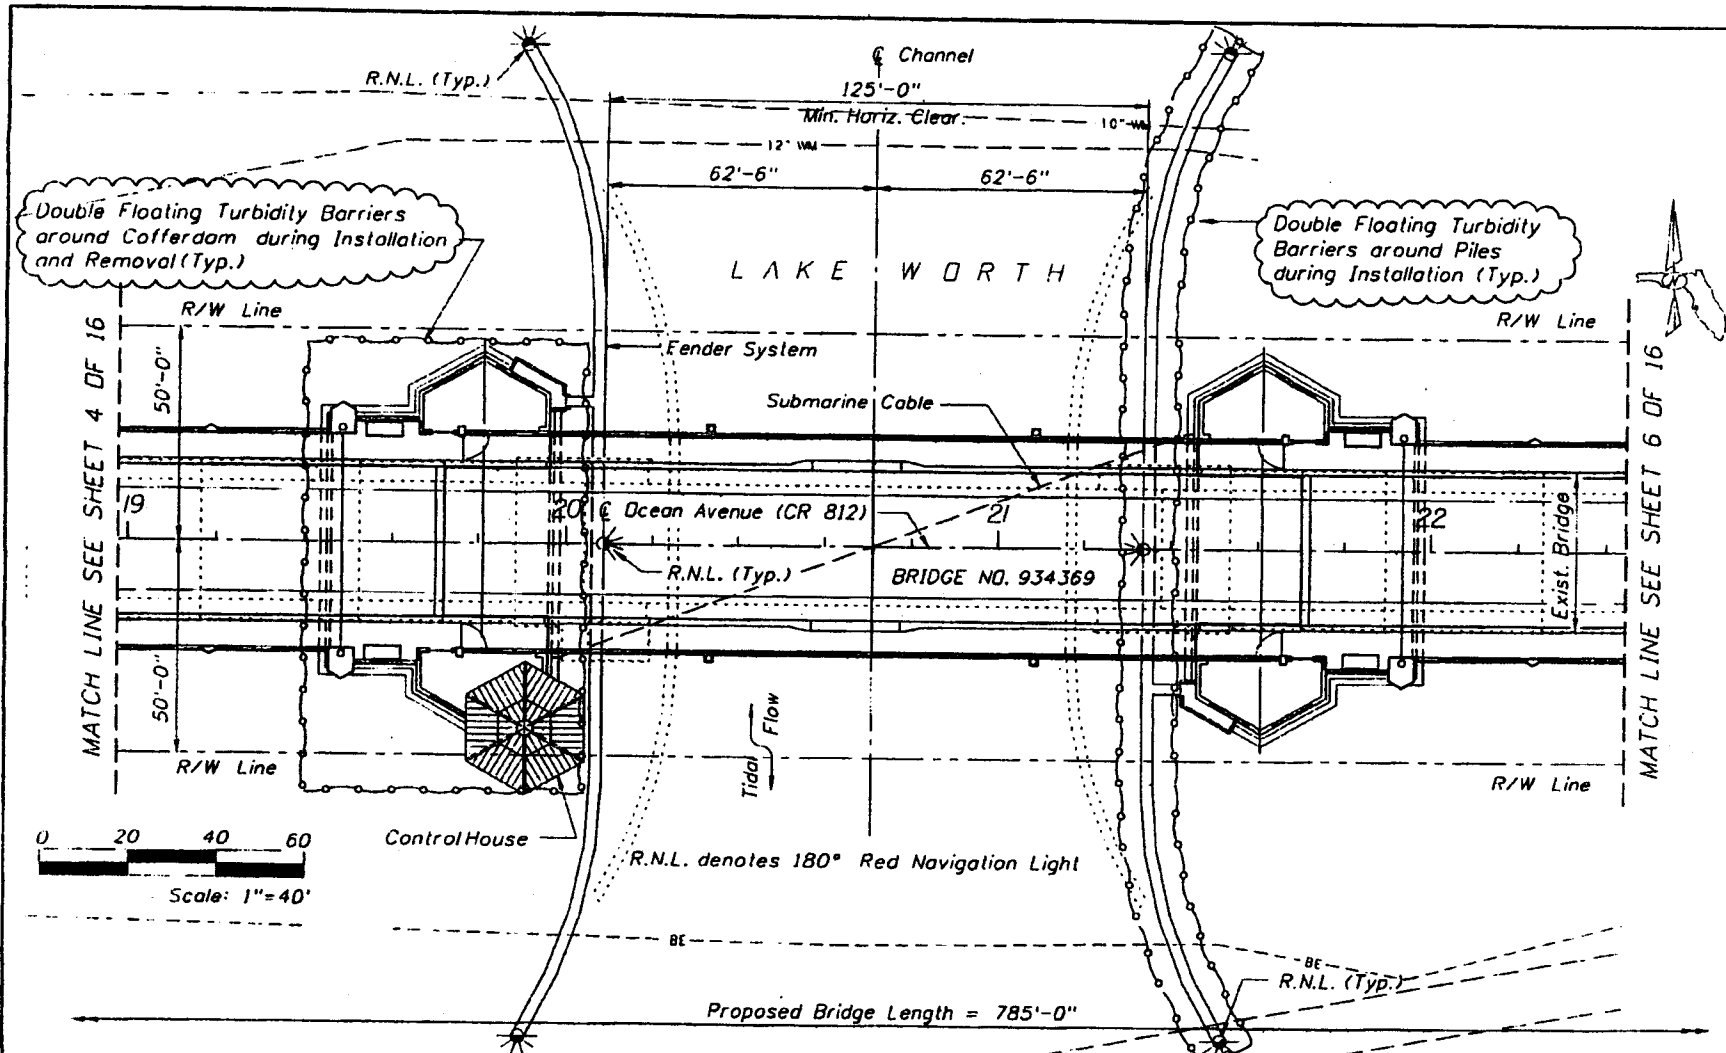 R.N.L. (Typ.)
℄ Channel
125'-0"
Min. Horiz. Clear.
10" WM
12" WM
62'-6"
62'-6"
Double Floating Turbidity Barriers
around Cofferdam during Installation
and Removal (Typ.)
Double Floating Turbidity
Barriers around Piles
during Installation (Typ.)
LAKE WORTH
R/W Line
R/W Line
Fender System
50'-0"
Submarine Cable
MATCH LINE SEE SHEET 4 OF 16
MATCH LINE SEE SHEET 6 OF 16
19
20
℄ Ocean Avenue (CR 812)
21
22
Exist. Bridge
R.N.L. (Typ.)
BRIDGE NO. 934369
50'-0"
Tidal Flow
R/W Line
R/W Line
Control House
0 20 40 60
Scale: 1"=40'
R.N.L. denotes 180° Red Navigation Light
BE
BE
R.N.L. (Typ.)
Proposed Bridge Length = 785'-0"